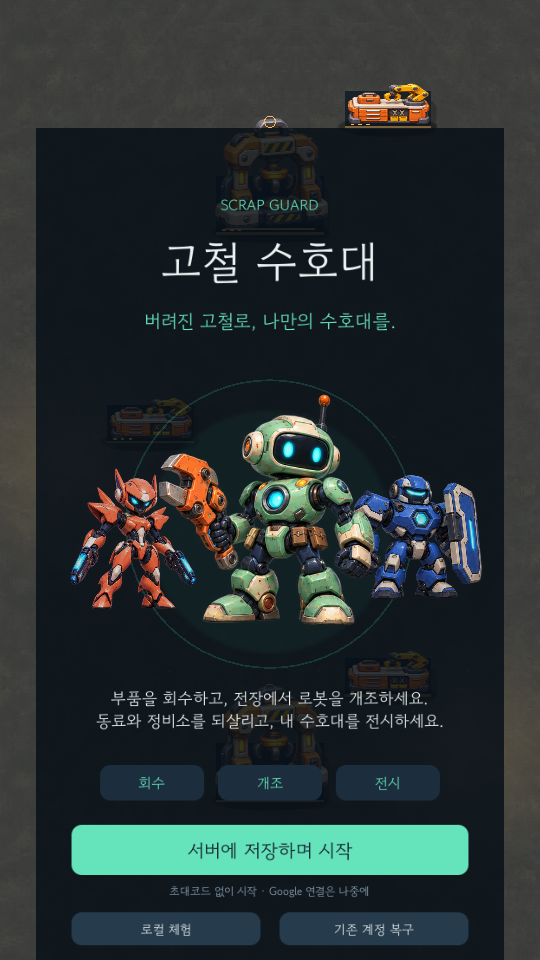 SCRAP GUARD
고철 수호대
버려진 고철로, 나만의 수호대를.
부품을 회수하고, 전장에서 로봇을 개조하세요.
동료와 정비소를 되살리고, 내 수호대를 전시하세요.
회수 개조 전시
서버에 저장하며 시작
초대코드 없이 시작 · Google 연결은 나중에
로컬 체험 기존 계정 복구